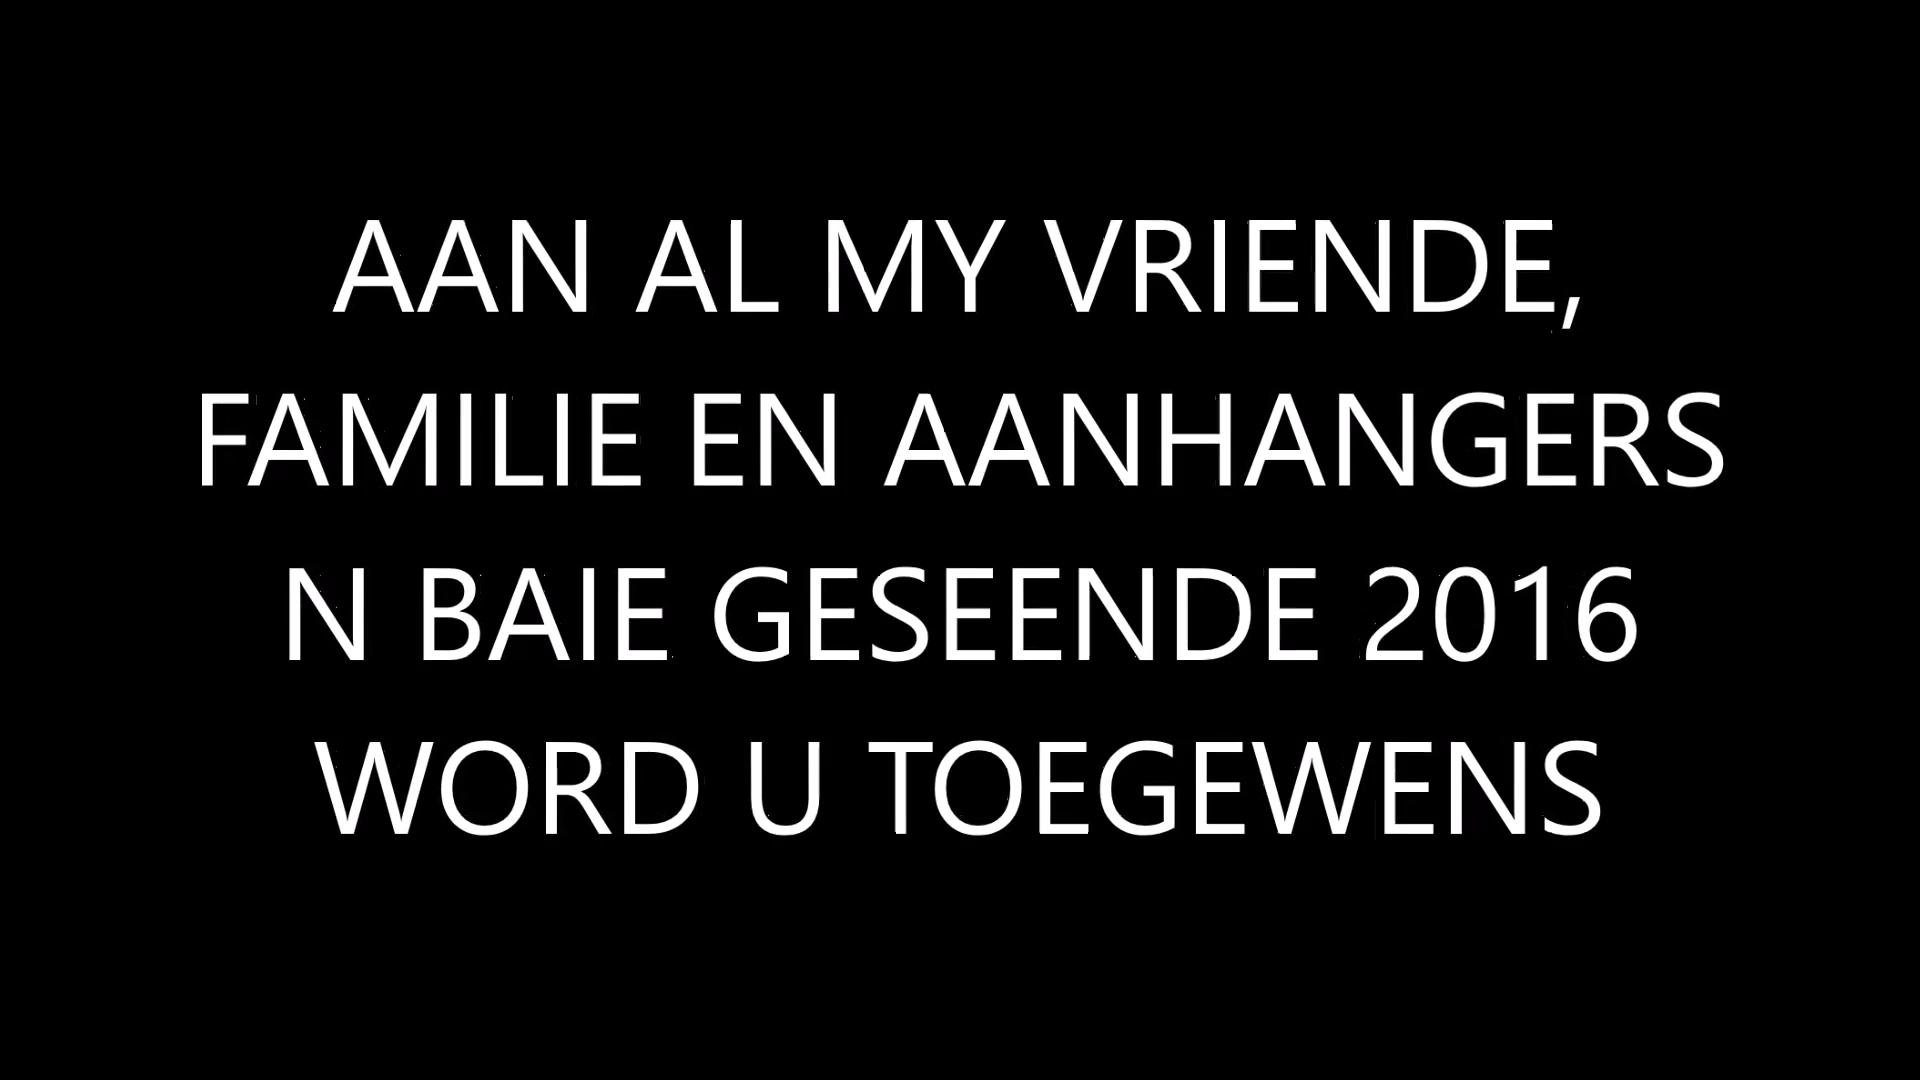 AAN AL MY VRIENDE,
FAMILIE EN AANHANGERS
N BAIE GESEENDE 2016
WORD U TOEGEWENS